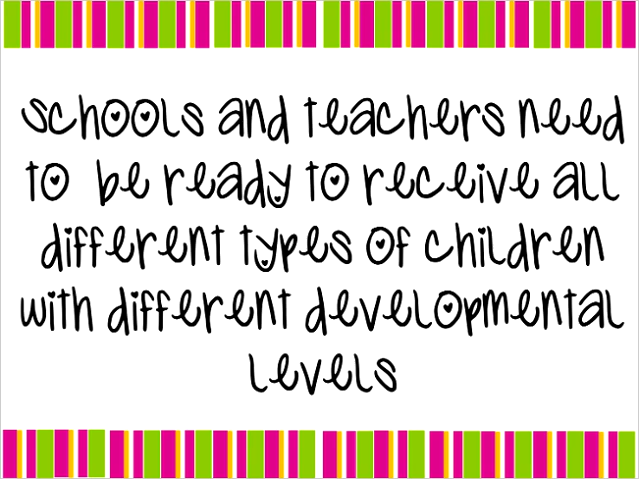 schools and teachers need
to be ready to receive all
different types of children
with different developmental
levels